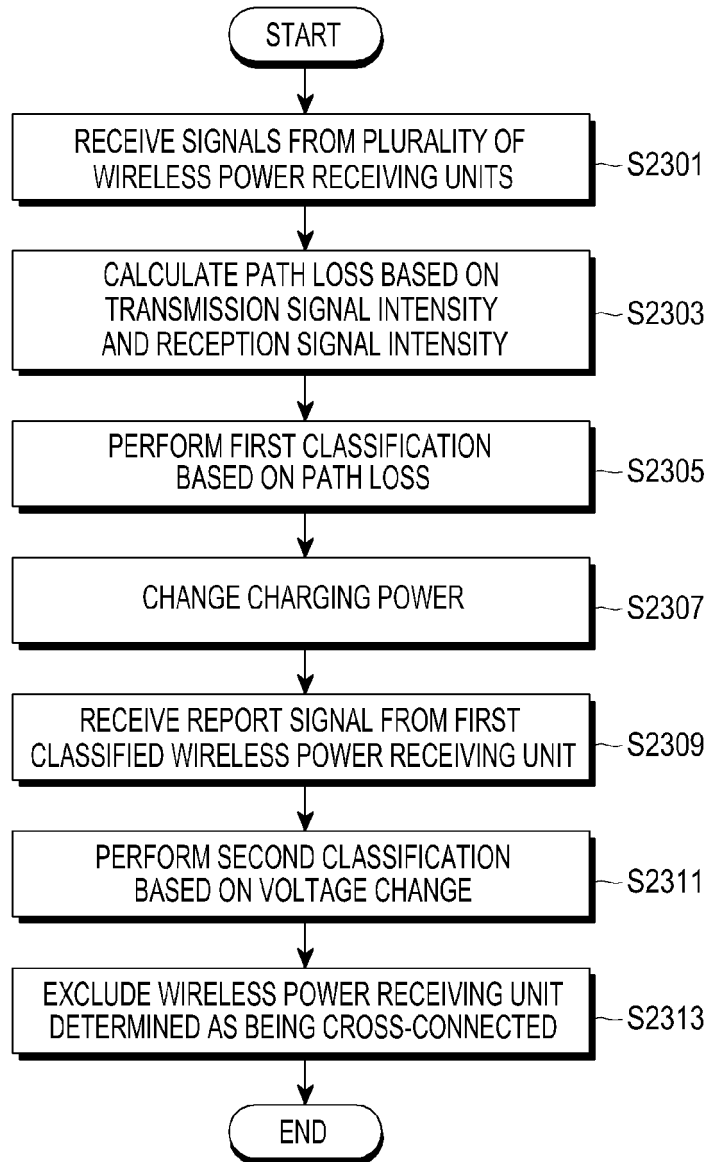 START
RECEIVE SIGNALS FROM PLURALITY OF
WIRELESS POWER RECEIVING UNITS
S2301
CALCULATE PATH LOSS BASED ON
TRANSMISSION SIGNAL INTENSITY
AND RECEPTION SIGNAL INTENSITY
S2303
PERFORM FIRST CLASSIFICATION
BASED ON PATH LOSS
S2305
CHANGE CHARGING POWER
S2307
RECEIVE REPORT SIGNAL FROM FIRST
CLASSIFIED WIRELESS POWER RECEIVING UNIT
S2309
PERFORM SECOND CLASSIFICATION
BASED ON VOLTAGE CHANGE
S2311
EXCLUDE WIRELESS POWER RECEIVING UNIT
DETERMINED AS BEING CROSS-CONNECTED
S2313
END